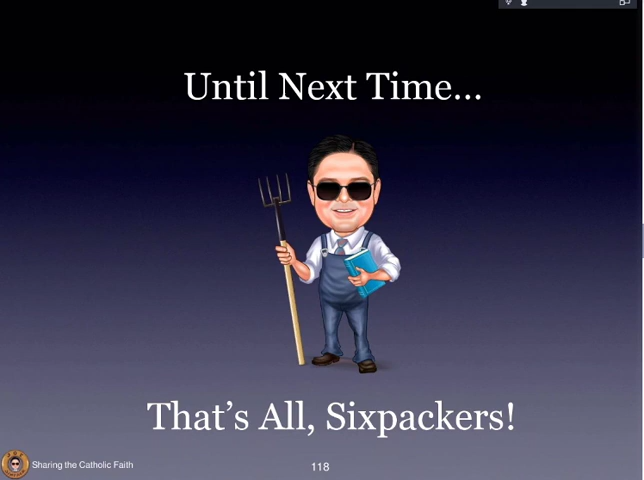 Until Next Time...
That's All, Sixpackers!
Sharing the Catholic Faith
118